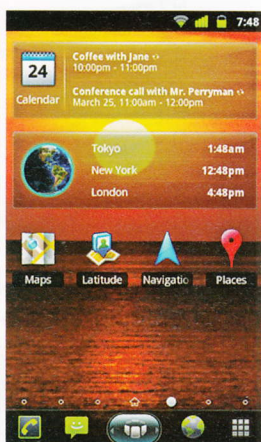 7:48
24
Calendar
Coffee with Jane
10:00pm - 11:00pm
Conference call with Mr. Perryman
March 25, 11:00am - 12:00pm
Tokyo 1:48am
New York 12:48pm
London 4:48pm
Maps Latitude Navigatio Places